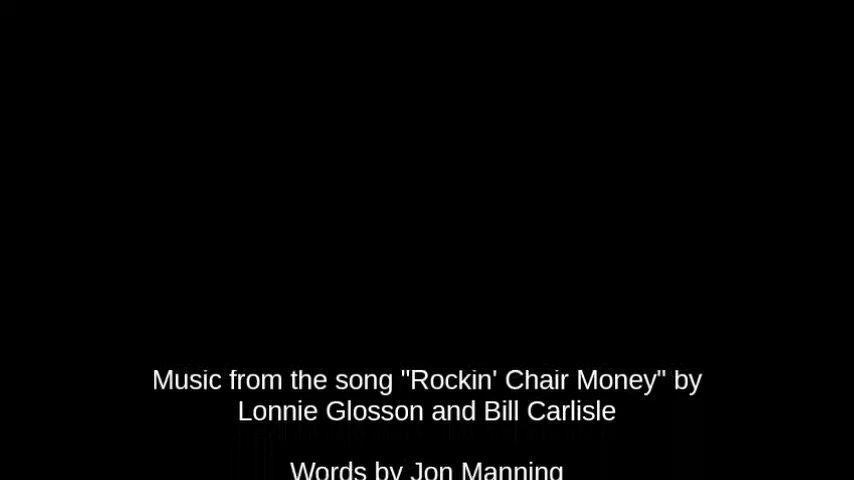 Music from the song "Rockin' Chair Money" by
Lonnie Glosson and Bill Carlisle
Words by Jon Manning